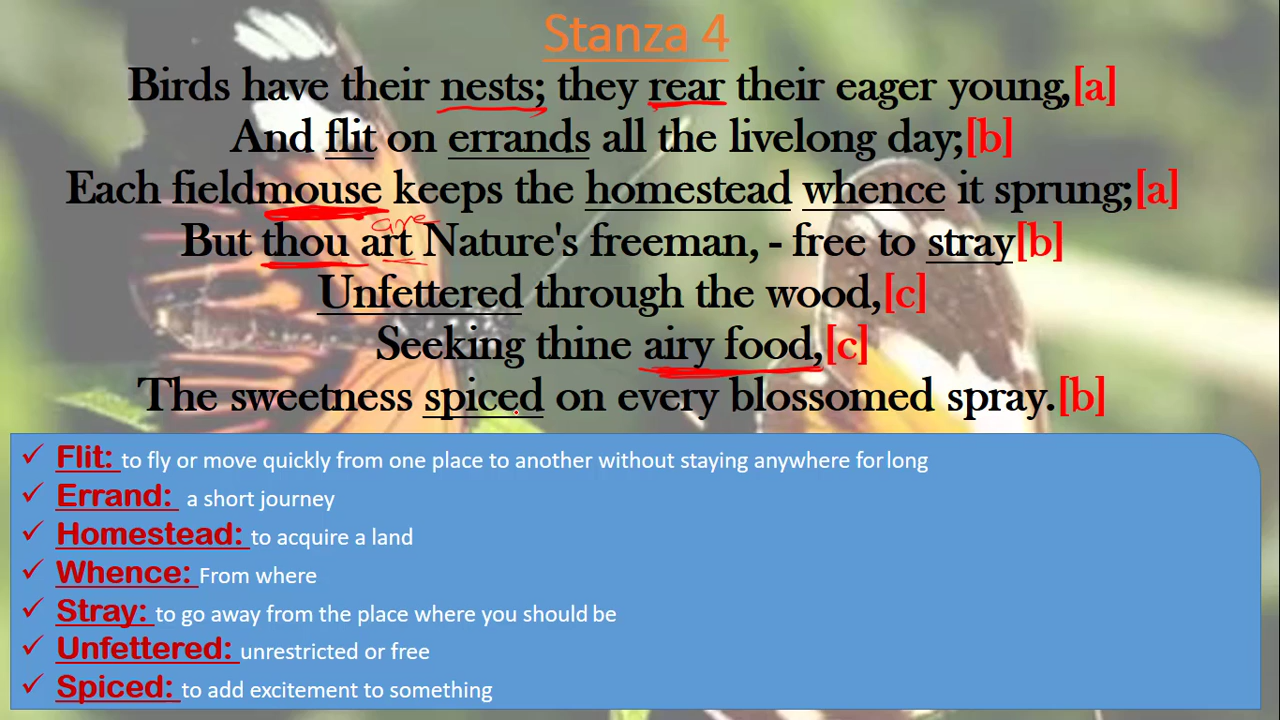 Stanza 4
Birds have their nests; they rear their eager young,[a]
And flit on errands all the livelong day;[b]
Each fieldmouse keeps the homestead whence it sprung;[a]
are
But thou art Nature's freeman, - free to stray[b]
Unfettered through the wood,[c]
Seeking thine airy food,[c]
The sweetness spiced on every blossomed spray.[b]
✓ Flit: to fly or move quickly from one place to another without staying anywhere for long
✓ Errand: a short journey
✓ Homestead: to acquire a land
✓ Whence: From where
✓ Stray: to go away from the place where you should be
✓ Unfettered: unrestricted or free
✓ Spiced: to add excitement to something